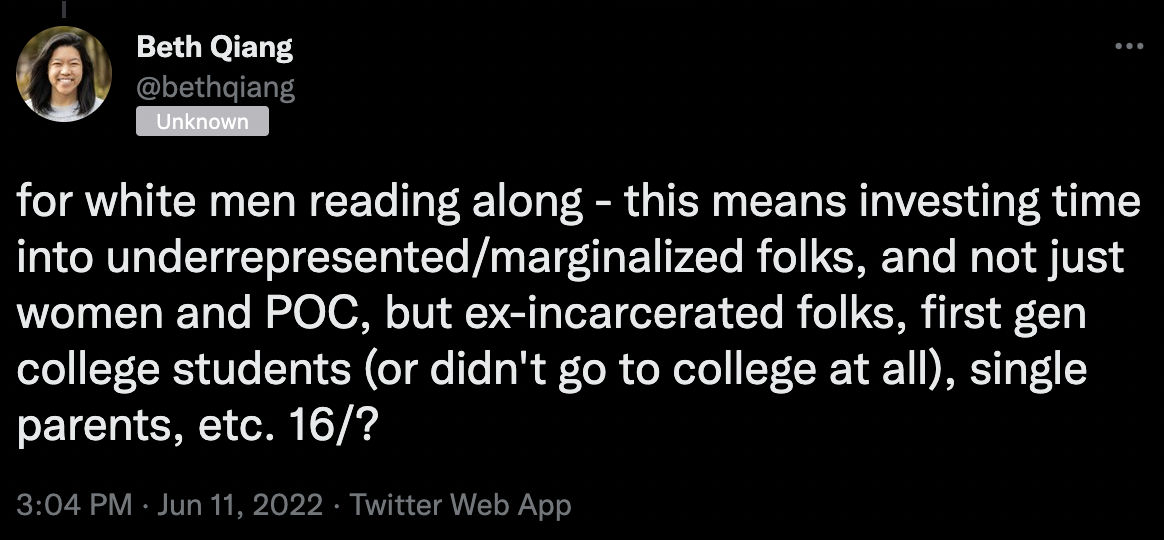 Beth Qiang
@bethqiang
Unknown
for white men reading along - this means investing time
into underrepresented/marginalized folks, and not just
women and POC, but ex-incarcerated folks, first gen
college students (or didn't go to college at all), single
parents, etc. 16/?
3:04 PM · Jun 11, 2022 · Twitter Web App